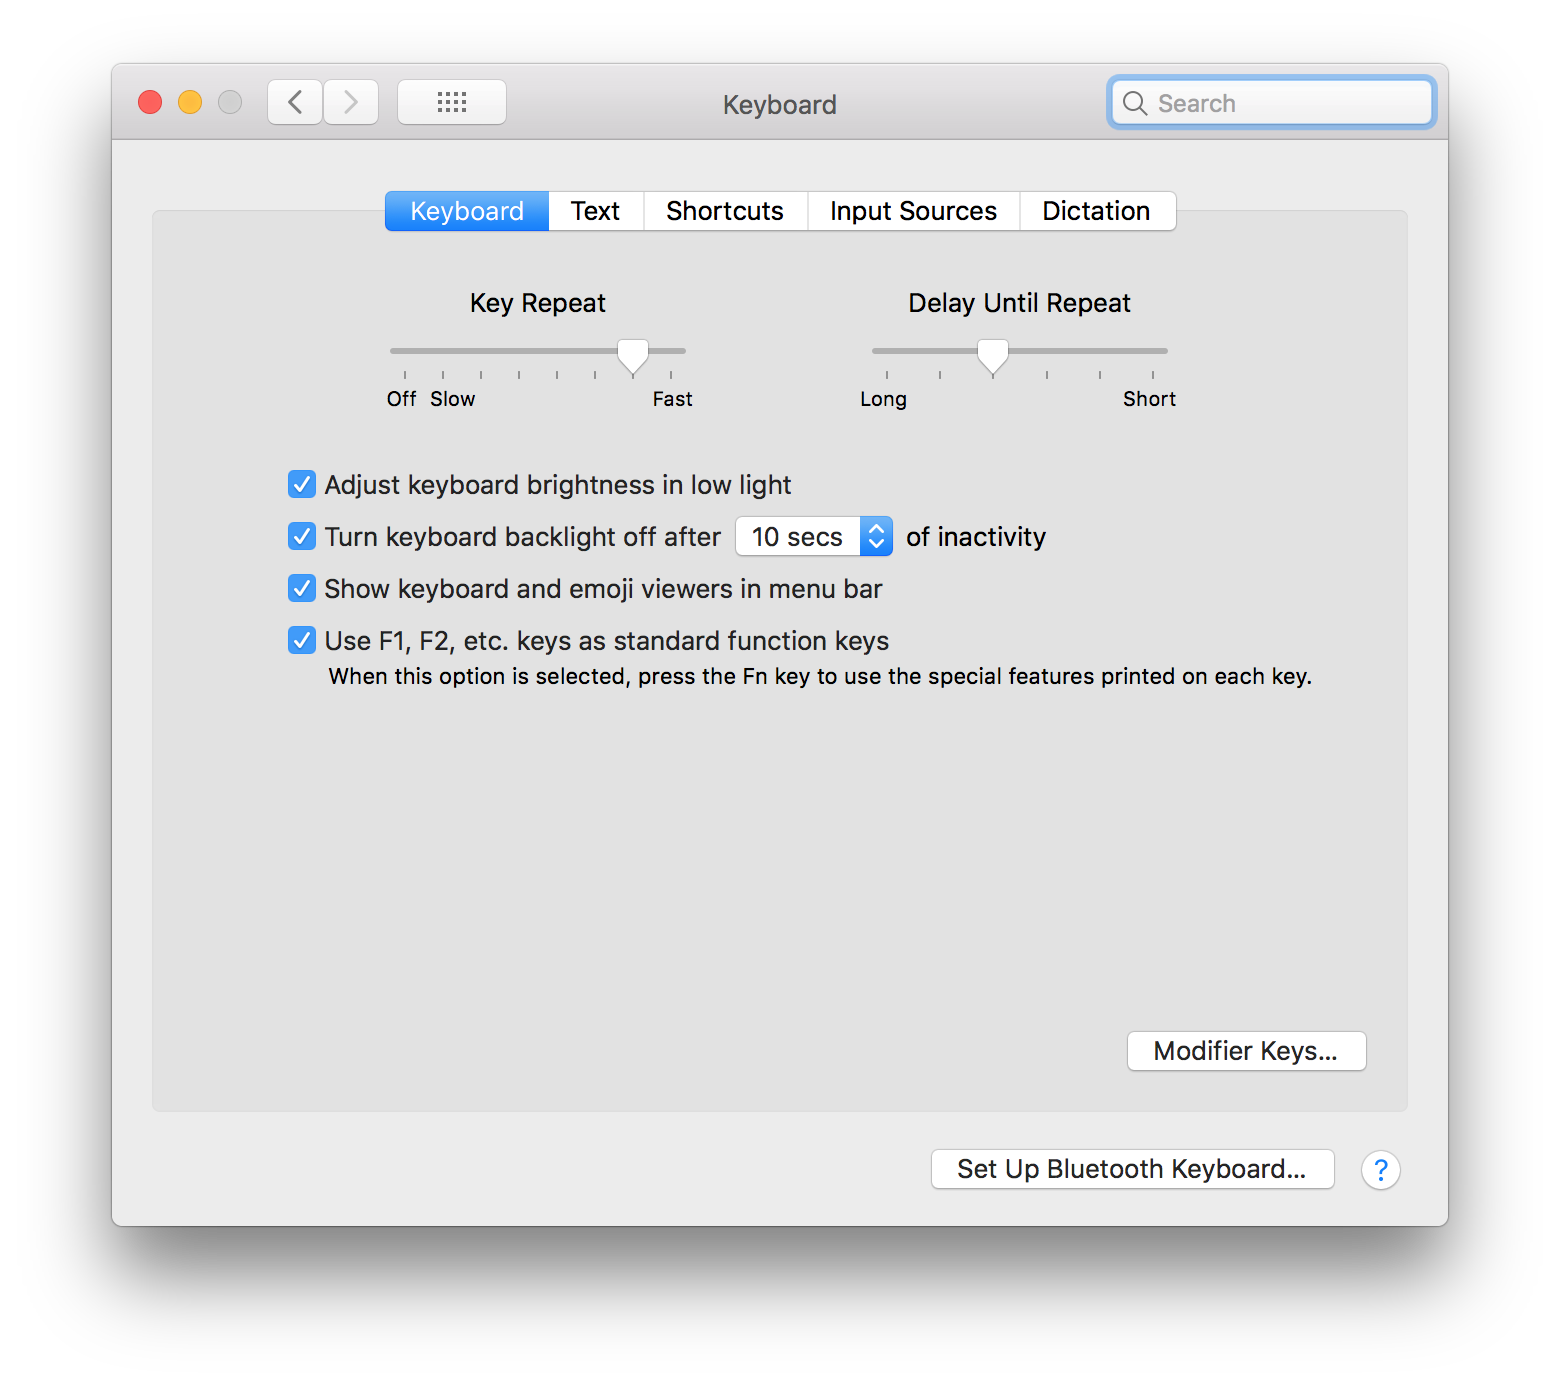 Keyboard
Search
Keyboard Text Shortcuts Input Sources Dictation
Key Repeat Delay Until Repeat
Off Slow Fast Long Short
Adjust keyboard brightness in low light
Turn keyboard backlight off after 10 secs of inactivity
Show keyboard and emoji viewers in menu bar
Use F1, F2, etc. keys as standard function keys
When this option is selected, press the Fn key to use the special features printed on each key.
Modifier Keys...
Set Up Bluetooth Keyboard... ?